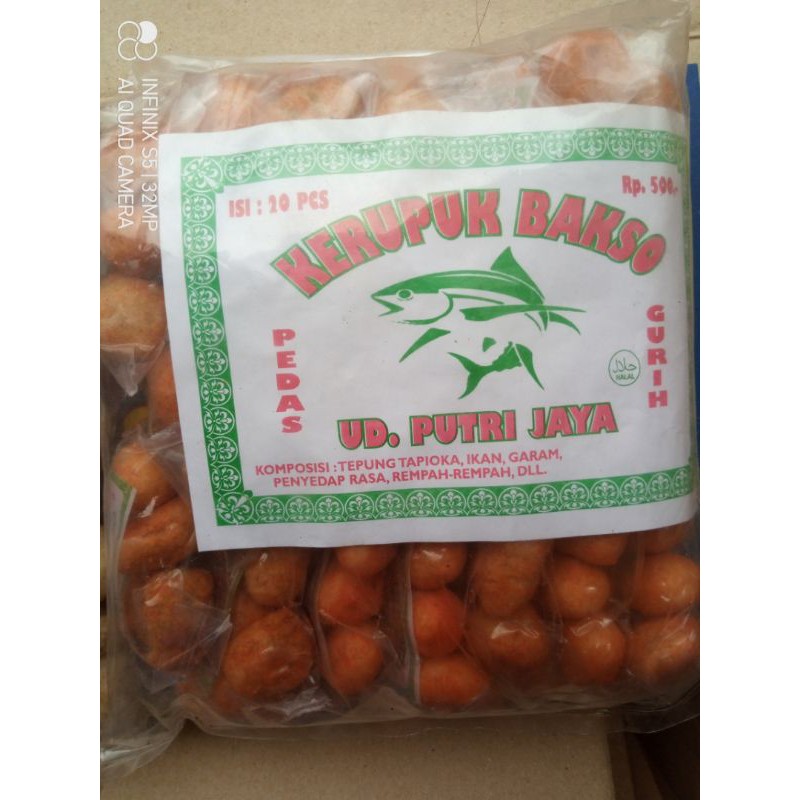 INFINIX S5 | 32MP
AI QUAD CAMERA
ISI : 20 PCS
Rp. 500,-
KERUPUK BAKSO
PEDAS
GURIH
حلال
HALAL
UD. PUTRI JAYA
KOMPOSISI : TEPUNG TAPIOKA, IKAN, GARAM,
PENYEDAP RASA, REMPAH-REMPAH, DLL.